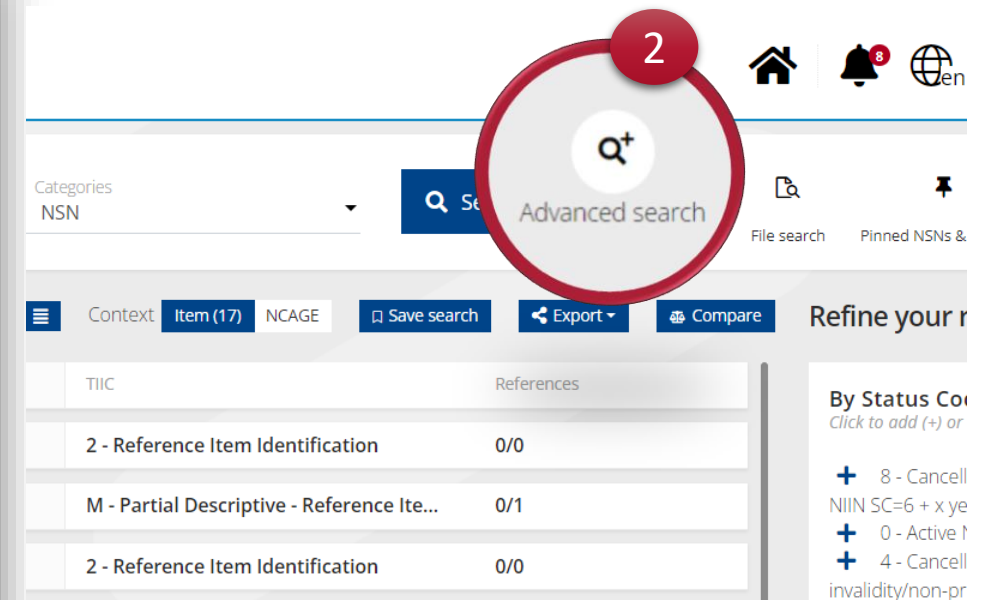 2
8
en
Categories
NSN
Advanced search
File search
Pinned NSNs &
Context Item (17) NCAGE Save search Export Compare
Refine your
TIIC References
2 - Reference Item Identification 0/0
M - Partial Descriptive - Reference Ite... 0/1
2 - Reference Item Identification 0/0
By Status
Click to add (+) or
8 - Cancell
NIIN SC=6 + x ye
0 - Active
4 - Cancell
invalidity/non-pr